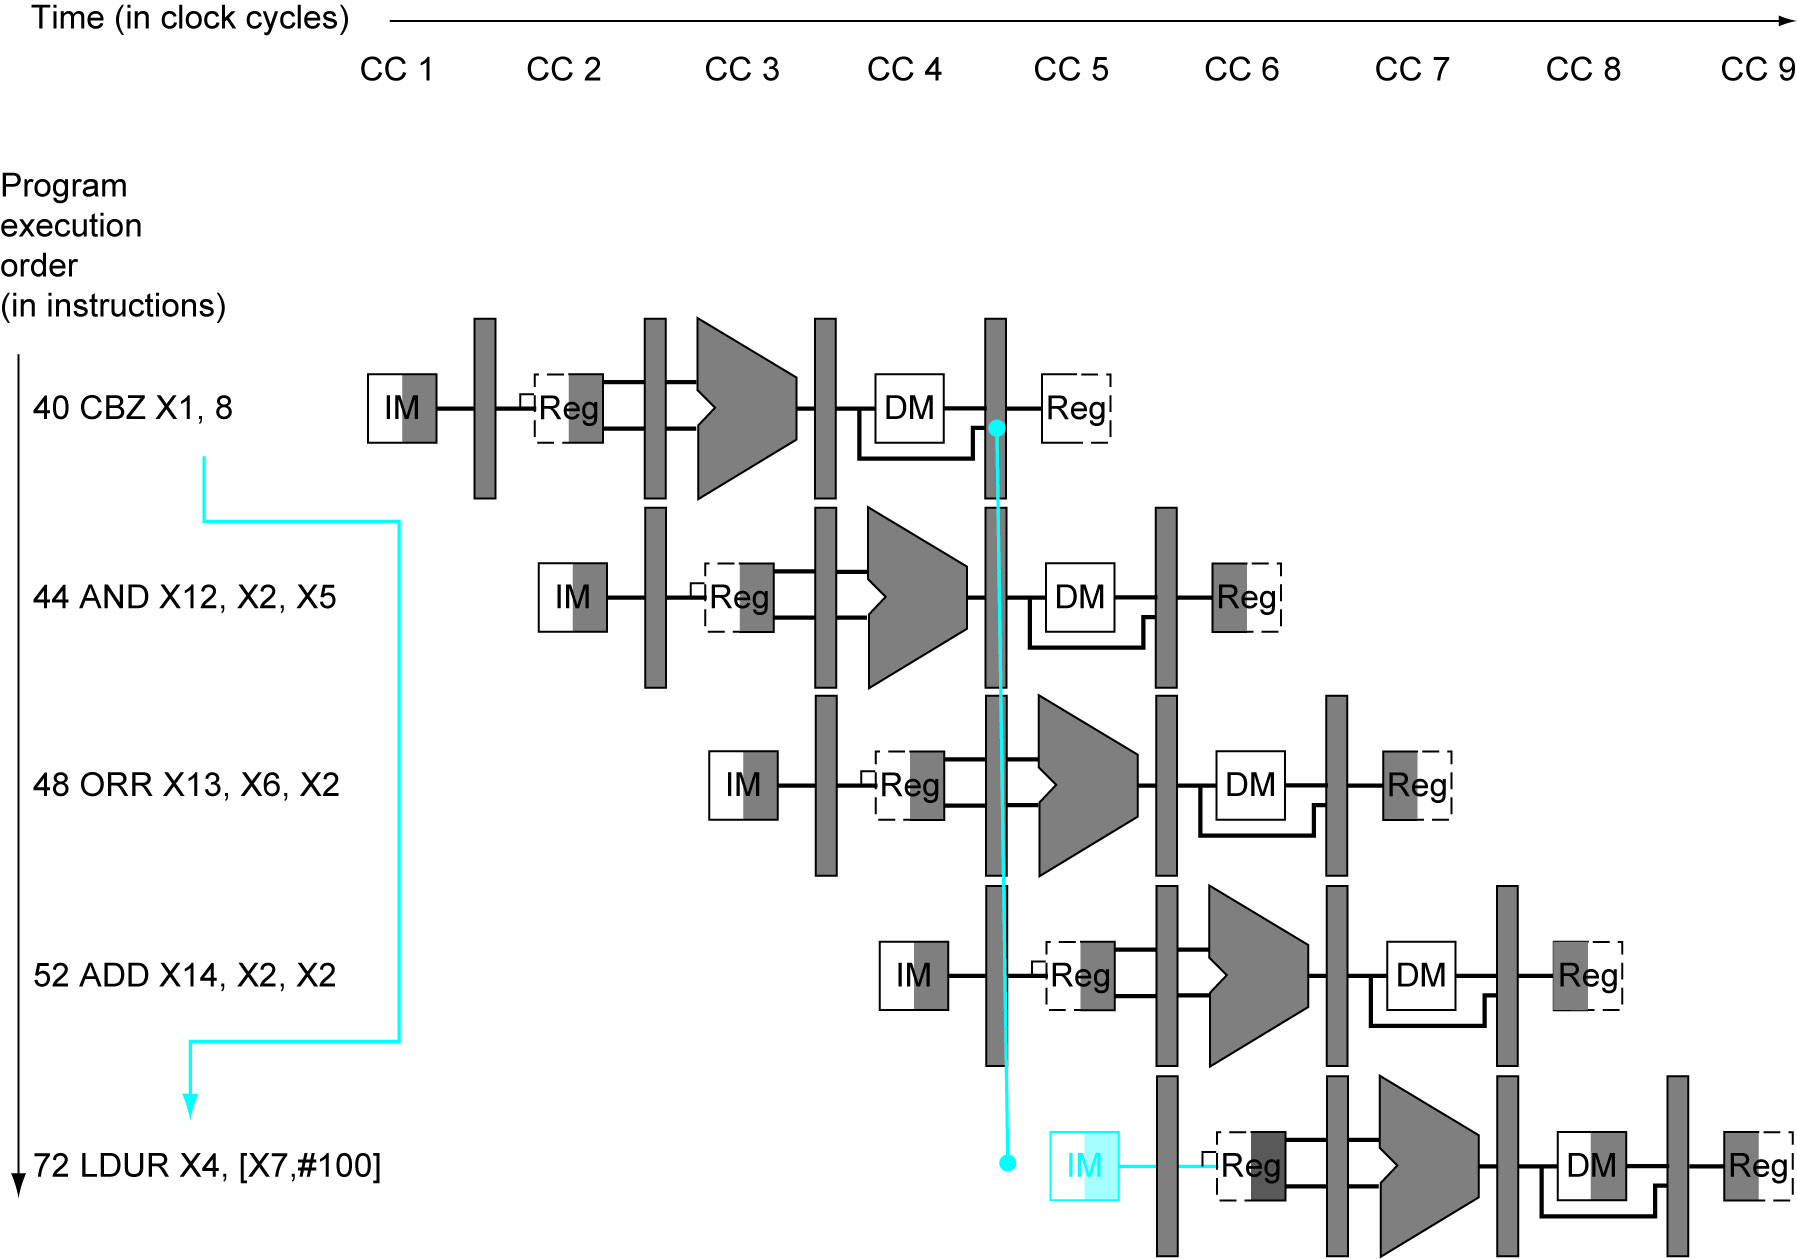 Time (in clock cycles)
CC 1 CC 2 CC 3 CC 4 CC 5 CC 6 CC 7 CC 8 CC 9
Program
execution
order
(in instructions)
40 CBZ X1, 8 IM Reg DM Reg
44 AND X12, X2, X5 IM Reg DM Reg
48 ORR X13, X6, X2 IM Reg DM Reg
52 ADD X14, X2, X2 IM Reg DM Reg
72 LDUR X4, [X7,#100] IM Reg DM Reg